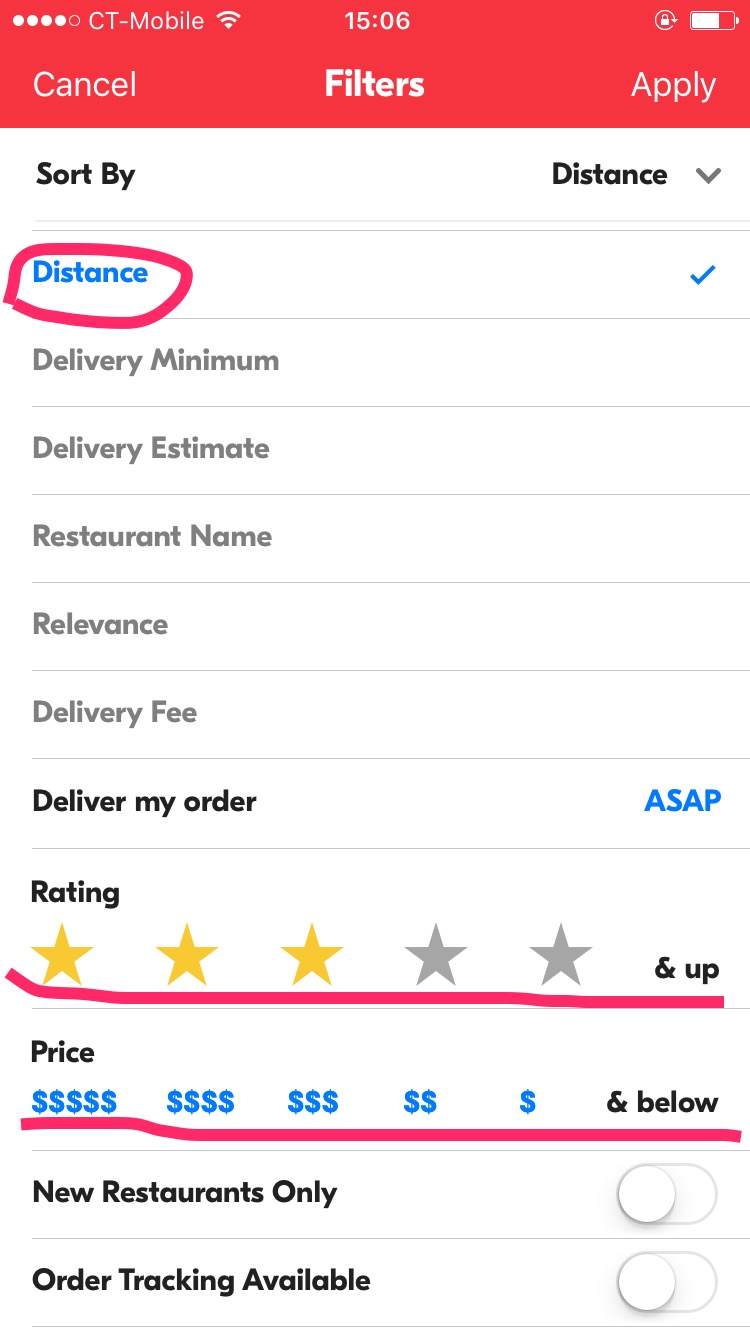 CT-Mobile 15:06
Cancel Filters Apply
Sort By Distance
Distance
Delivery Minimum
Delivery Estimate
Restaurant Name
Relevance
Delivery Fee
Deliver my order ASAP
Rating
& up
Price
$$$$$ $$$$ $$$ $$ $ & below
New Restaurants Only
Order Tracking Available